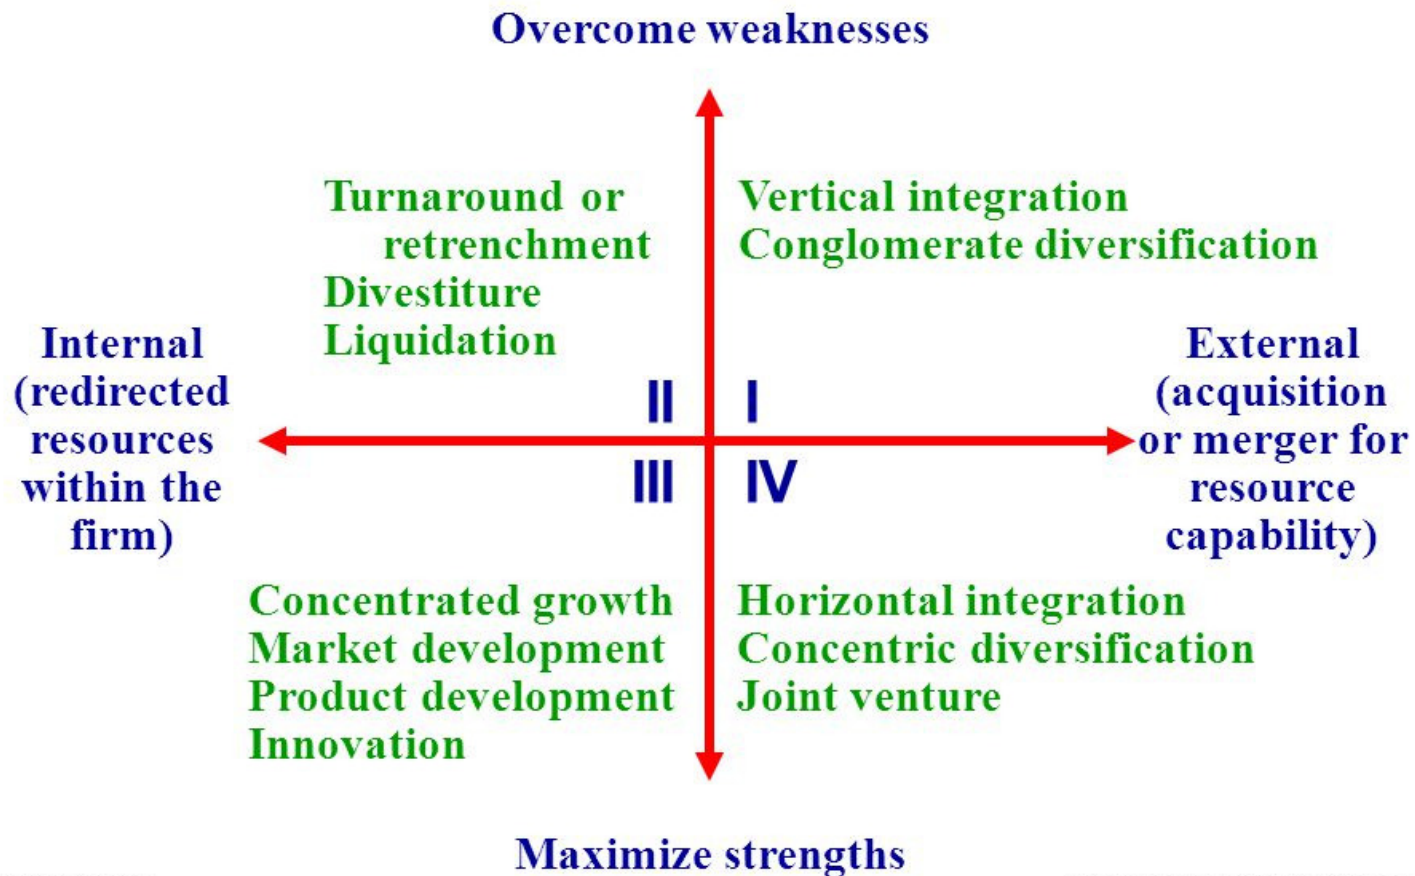 Overcome weaknesses
Turnaround or
retrenchment
Divestiture
Liquidation
Vertical integration
Conglomerate diversification
Internal
(redirected
resources
within the
firm)
External
(acquisition
or merger for
resource
capability)
II
I
III
IV
Concentrated growth
Market development
Product development
Innovation
Horizontal integration
Concentric diversification
Joint venture
Maximize strengths